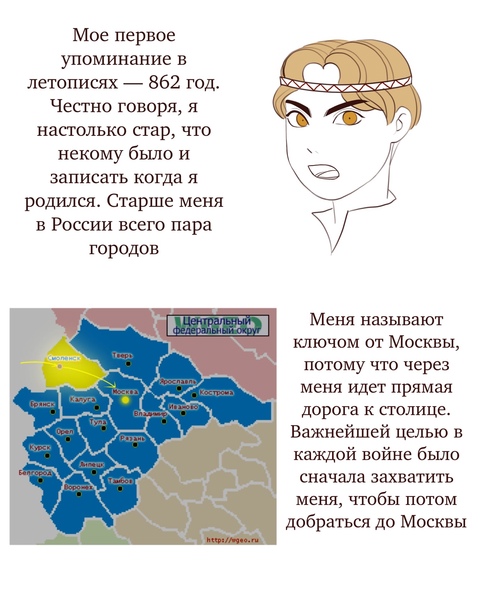 Мое первое
упоминание в
летописях — 862 год.
Честно говоря, я
настолько стар, что
некому было и
записать когда я
родился. Старше меня
в России всего пара
городов
Центральный
федеральный округ
Смоленск
Тверь
Ярославль
Кострома
Москва
Иваново
Владимир
Брянск
Калуга
Тула
Орел
Рязань
Курск
Липецк
Белгород
Воронеж
Тамбов
http://egeo.ru
Меня называют
ключом от Москвы,
потому что через
меня идет прямая
дорога к столице.
Важнейшей целью в
каждой войне было
сначала захватить
меня, чтобы потом
добраться до Москвы